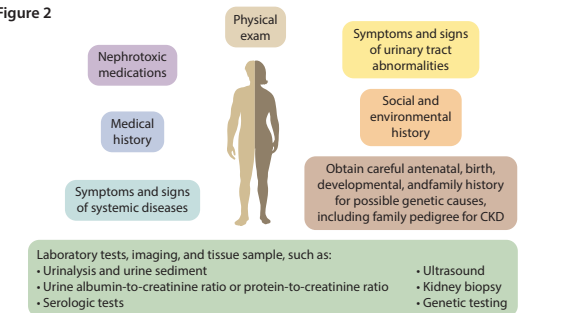 Figure 2
Physical
exam
Nephrotoxic
medications
Symptoms and signs
of urinary tract
abnormalities
Medical
history
Social and
environmental
history
Symptoms and signs
of systemic diseases
Obtain careful antenatal, birth,
developmental, andfamily history
for possible genetic causes,
including family pedigree for CKD
Laboratory tests, imaging, and tissue sample, such as:
• Urinalysis and urine sediment
• Urine albumin-to-creatinine ratio or protein-to-creatinine ratio
• Serologic tests
• Ultrasound
• Kidney biopsy
• Genetic testing